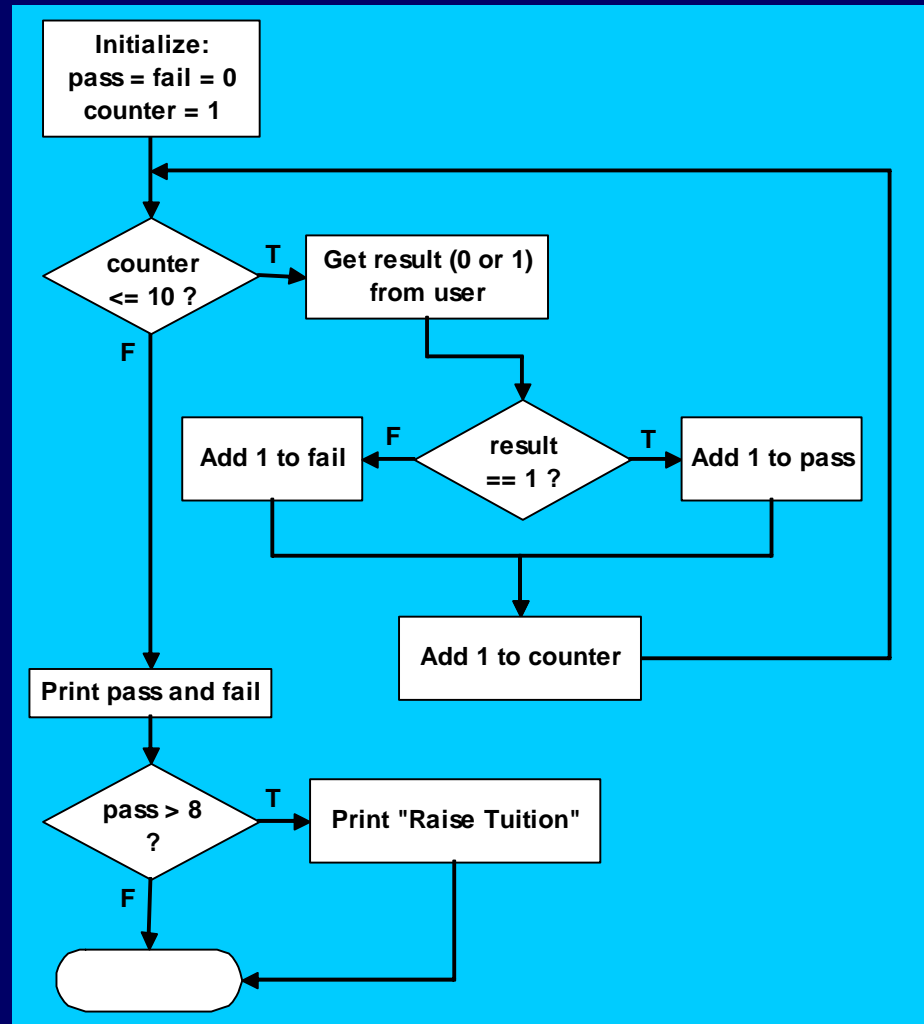 Initialize:
pass = fail = 0
counter = 1
counter
<= 10 ?
T
Get result (0 or 1)
from user
F
result
== 1 ?
F
Add 1 to fail
T
Add 1 to pass
Add 1 to counter
Print pass and fail
pass > 8
?
T
Print "Raise Tuition"
F